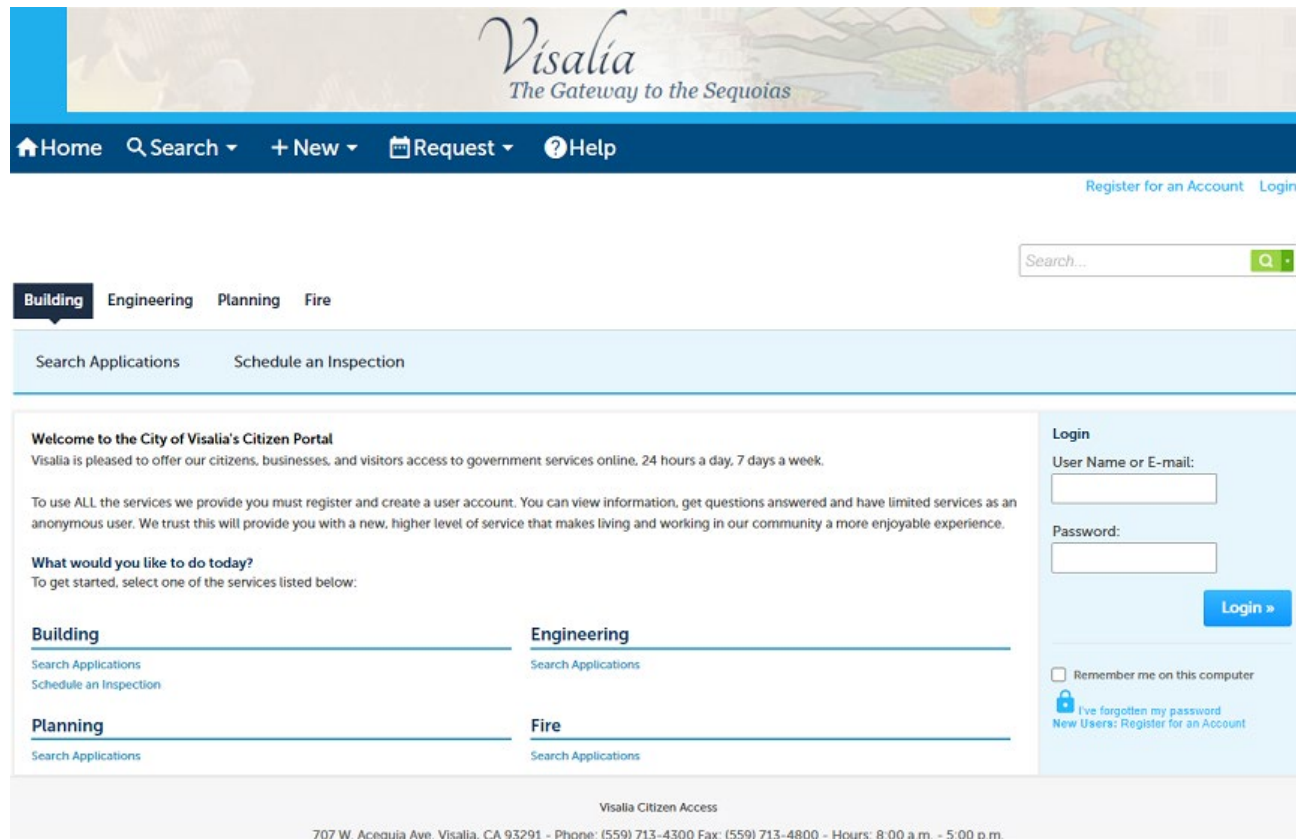 Visalia
The Gateway to the Sequoias
Home Search + New Request Help
Register for an Account Login
Search...
Building Engineering Planning Fire
Search Applications Schedule an Inspection
Welcome to the City of Visalia's Citizen Portal
Visalia is pleased to offer our citizens, businesses, and visitors access to government services online, 24 hours a day, 7 days a week.
To use ALL the services we provide you must register and create a user account. You can view information, get questions answered and have limited services as an
anonymous user. We trust this will provide you with a new, higher level of service that makes living and working in our community a more enjoyable experience.
What would you like to do today?
To get started, select one of the services listed below:
Building
Search Applications
Schedule an Inspection
Engineering
Search Applications
Planning
Search Applications
Fire
Search Applications
Login
User Name or E-mail:
Password:
Login »
Remember me on this computer
I've forgotten my password
New Users: Register for an Account
Visalia Citizen Access
707 W. Acequia Ave. Visalia, CA 93291 - Phone: (559) 713-4300 Fax: (559) 713-4800 - Hours: 8:00 a.m. - 5:00 p.m.